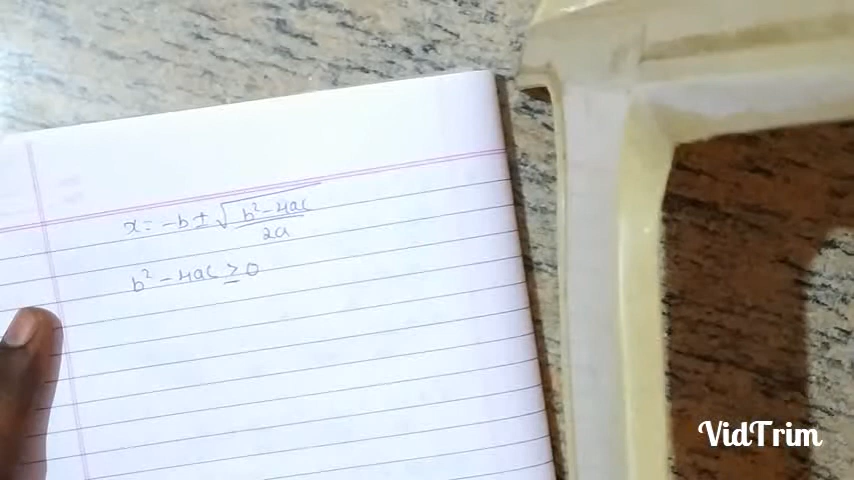 x = -b ± √ b² - 4ac / 2a
b² - 4ac ≥ 0
VidTrim